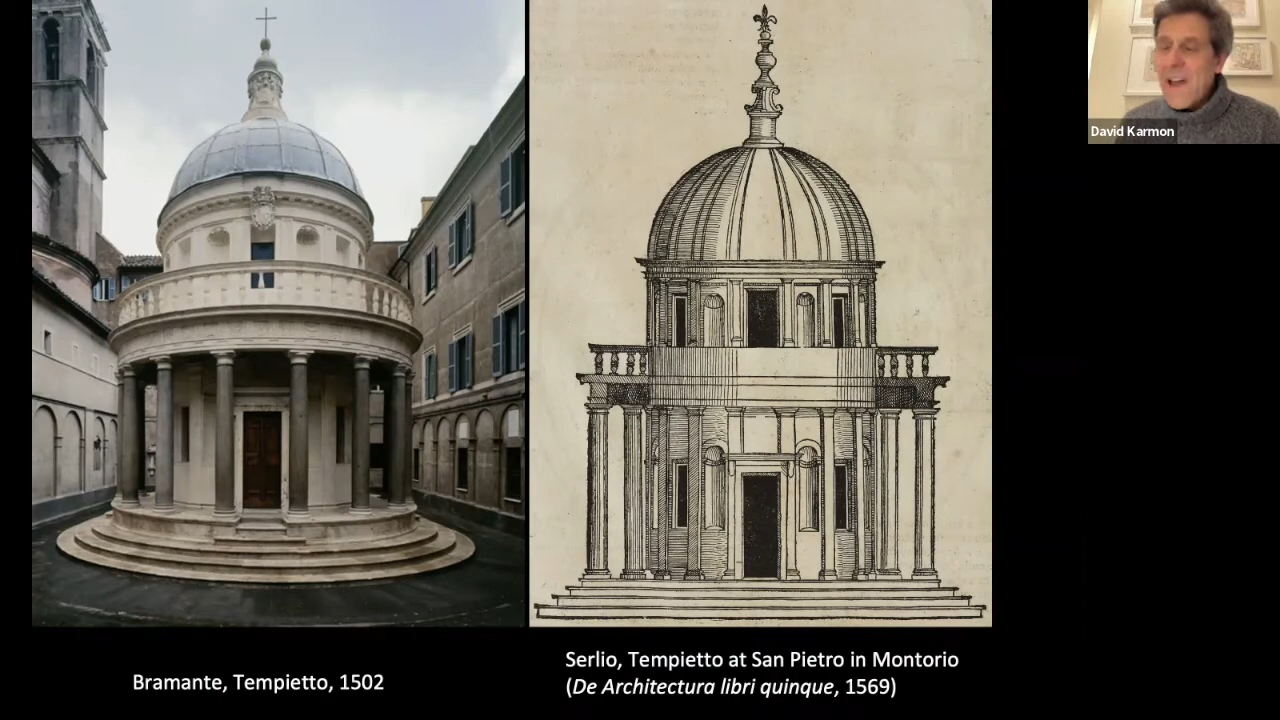 David Karmon
Bramante, Tempietto, 1502
Serlio, Tempietto at San Pietro in Montorio
(De Architectura libri quinque, 1569)